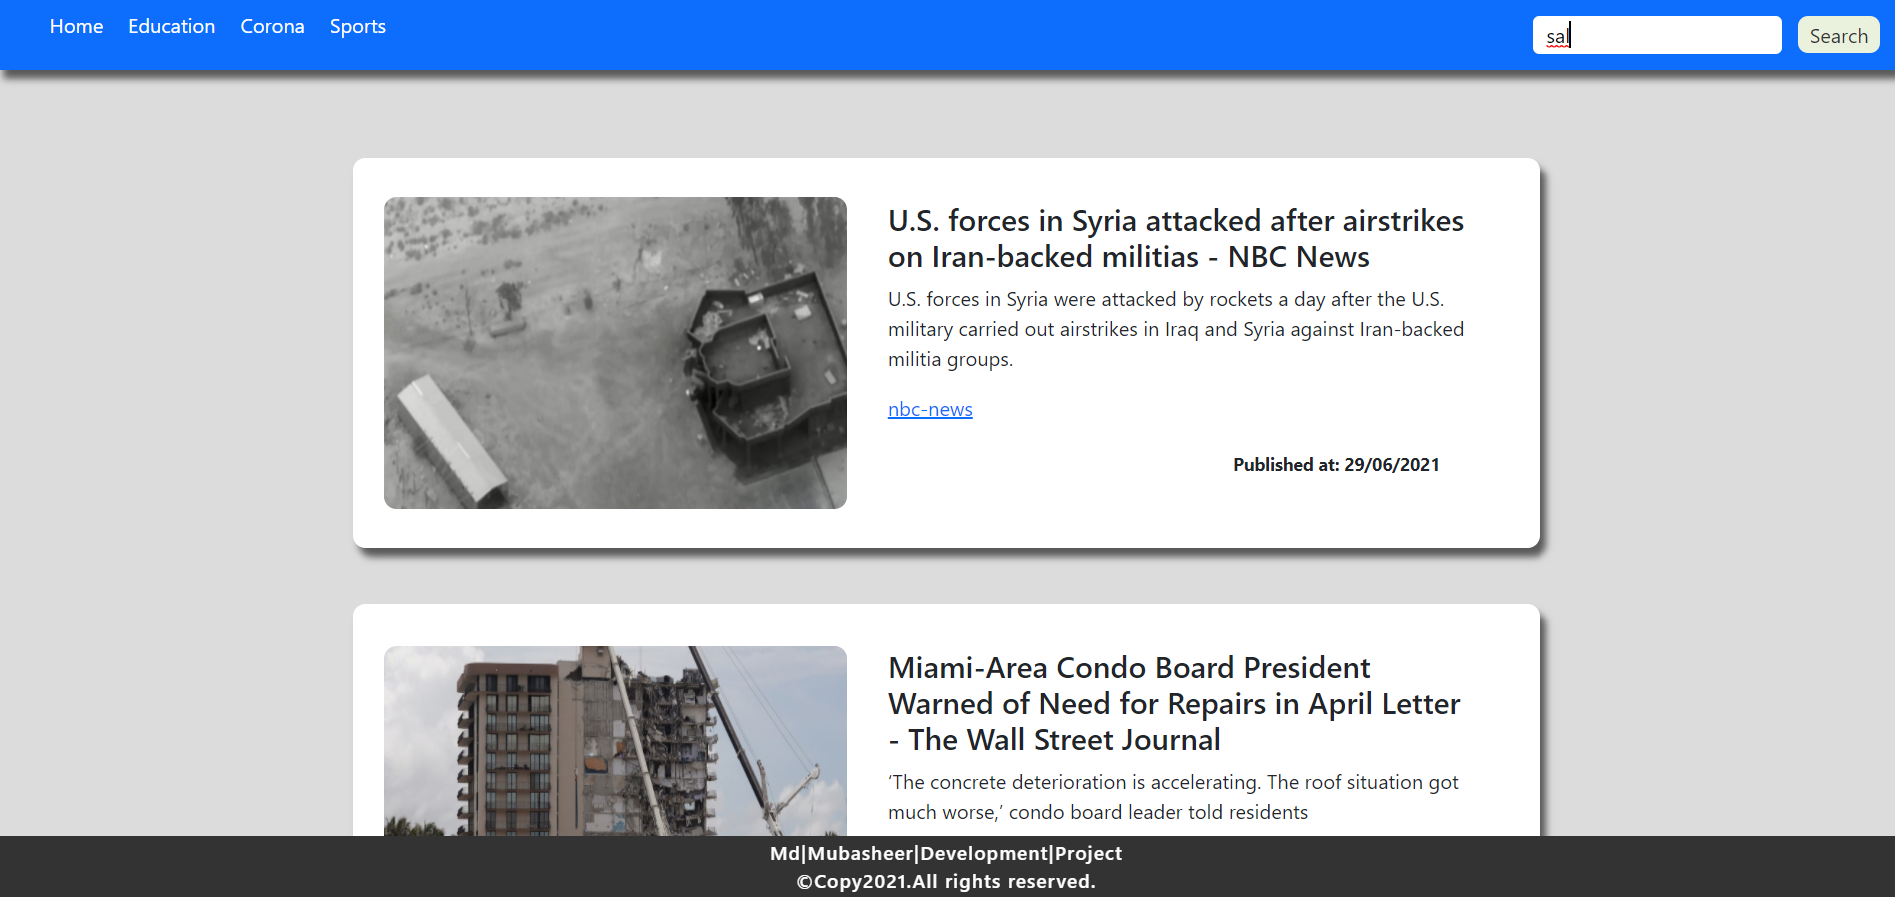 Home Education Corona Sports
sal
Search
U.S. forces in Syria attacked after airstrikes
on Iran-backed militias - NBC News
U.S. forces in Syria were attacked by rockets a day after the U.S.
military carried out airstrikes in Iraq and Syria against Iran-backed
militia groups.
nbc-news
Published at: 29/06/2021
Miami-Area Condo Board President
Warned of Need for Repairs in April Letter
- The Wall Street Journal
‘The concrete deterioration is accelerating. The roof situation got
much worse,’ condo board leader told residents
Md|Mubasheer|Development|Project
©Copy2021.All rights reserved.